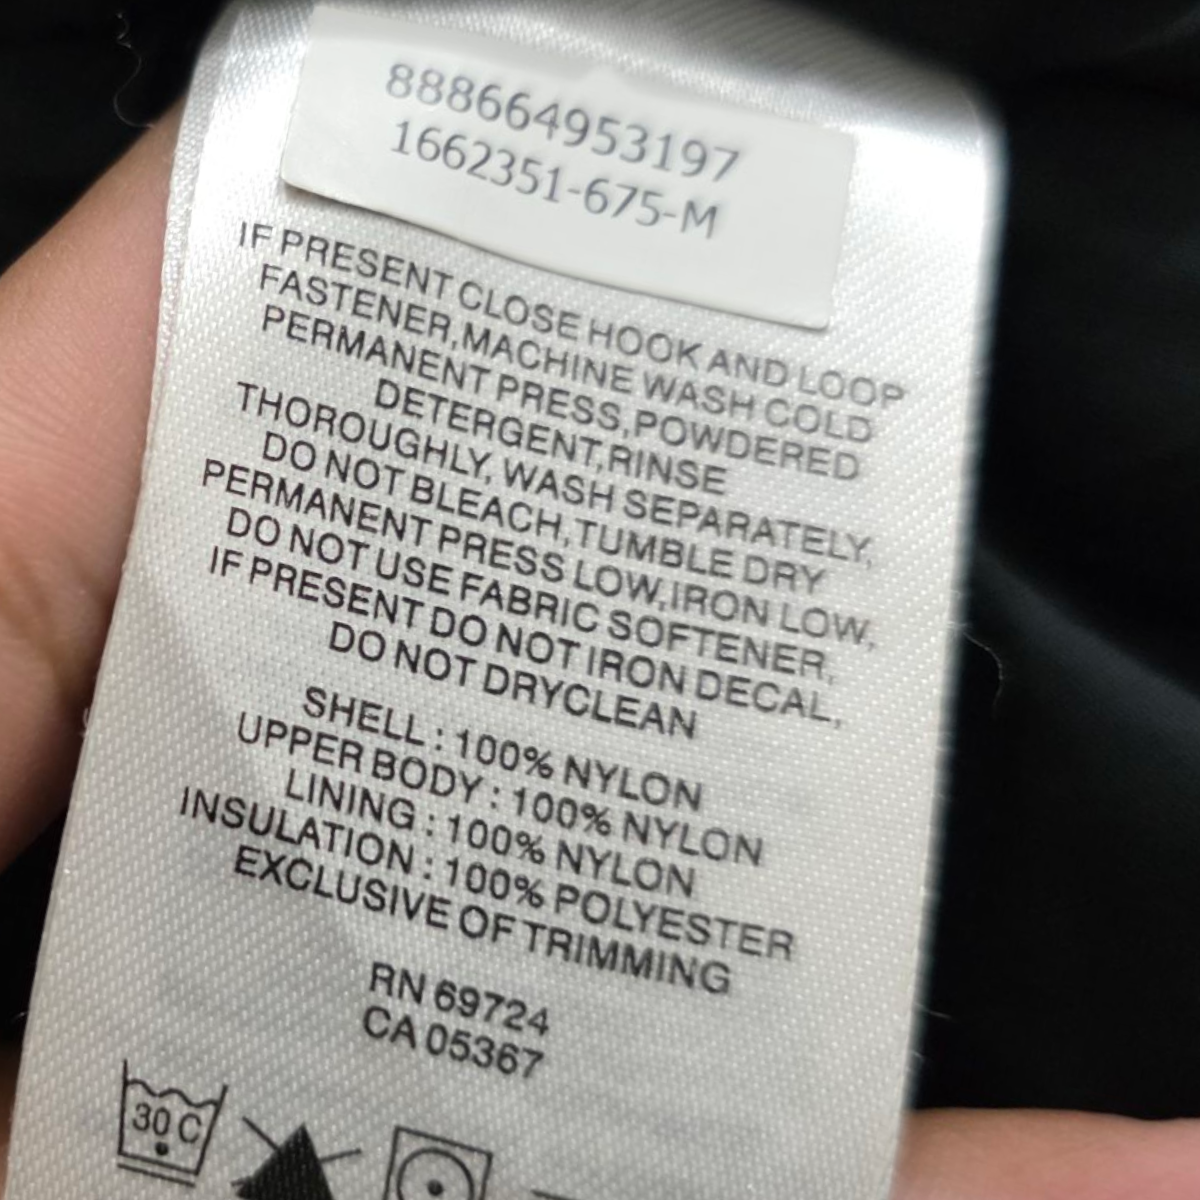 888664953197
1662351-675-M
IF PRESENT CLOSE HOOK AND LOOP
FASTENER,MACHINE WASH COLD
PERMANENT PRESS,POWDERED
DETERGENT,RINSE
THOROUGHLY, WASH SEPARATELY,
DO NOT BLEACH,TUMBLE DRY
PERMANENT PRESS LOW,IRON LOW,
DO NOT USE FABRIC SOFTENER,
IF PRESENT DO NOT IRON DECAL,
DO NOT DRYCLEAN
SHELL : 100% NYLON
UPPER BODY : 100% NYLON
LINING : 100% NYLON
INSULATION : 100% POLYESTER
EXCLUSIVE OF TRIMMING
RN 69724
CA 05367
30 C